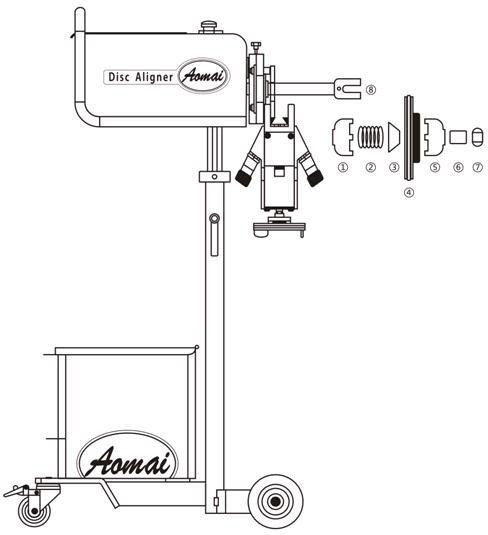 Disc Aligner Aomai
⑧
① ② ③ ④ ⑤ ⑥ ⑦
Aomai